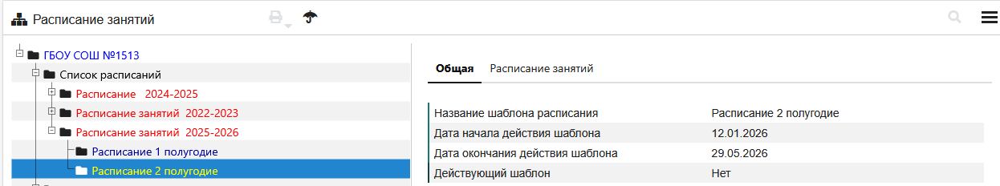 Расписание занятий
ГБОУ СОШ №1513
Список расписаний
Расписание 2024-2025
Расписание занятий 2022-2023
Расписание занятий 2025-2026
Расписание 1 полугодие
Расписание 2 полугодие
Общая Расписание занятий
Название шаблона расписания Расписание 2 полугодие
Дата начала действия шаблона 12.01.2026
Дата окончания действия шаблона 29.05.2026
Действующий шаблон Нет